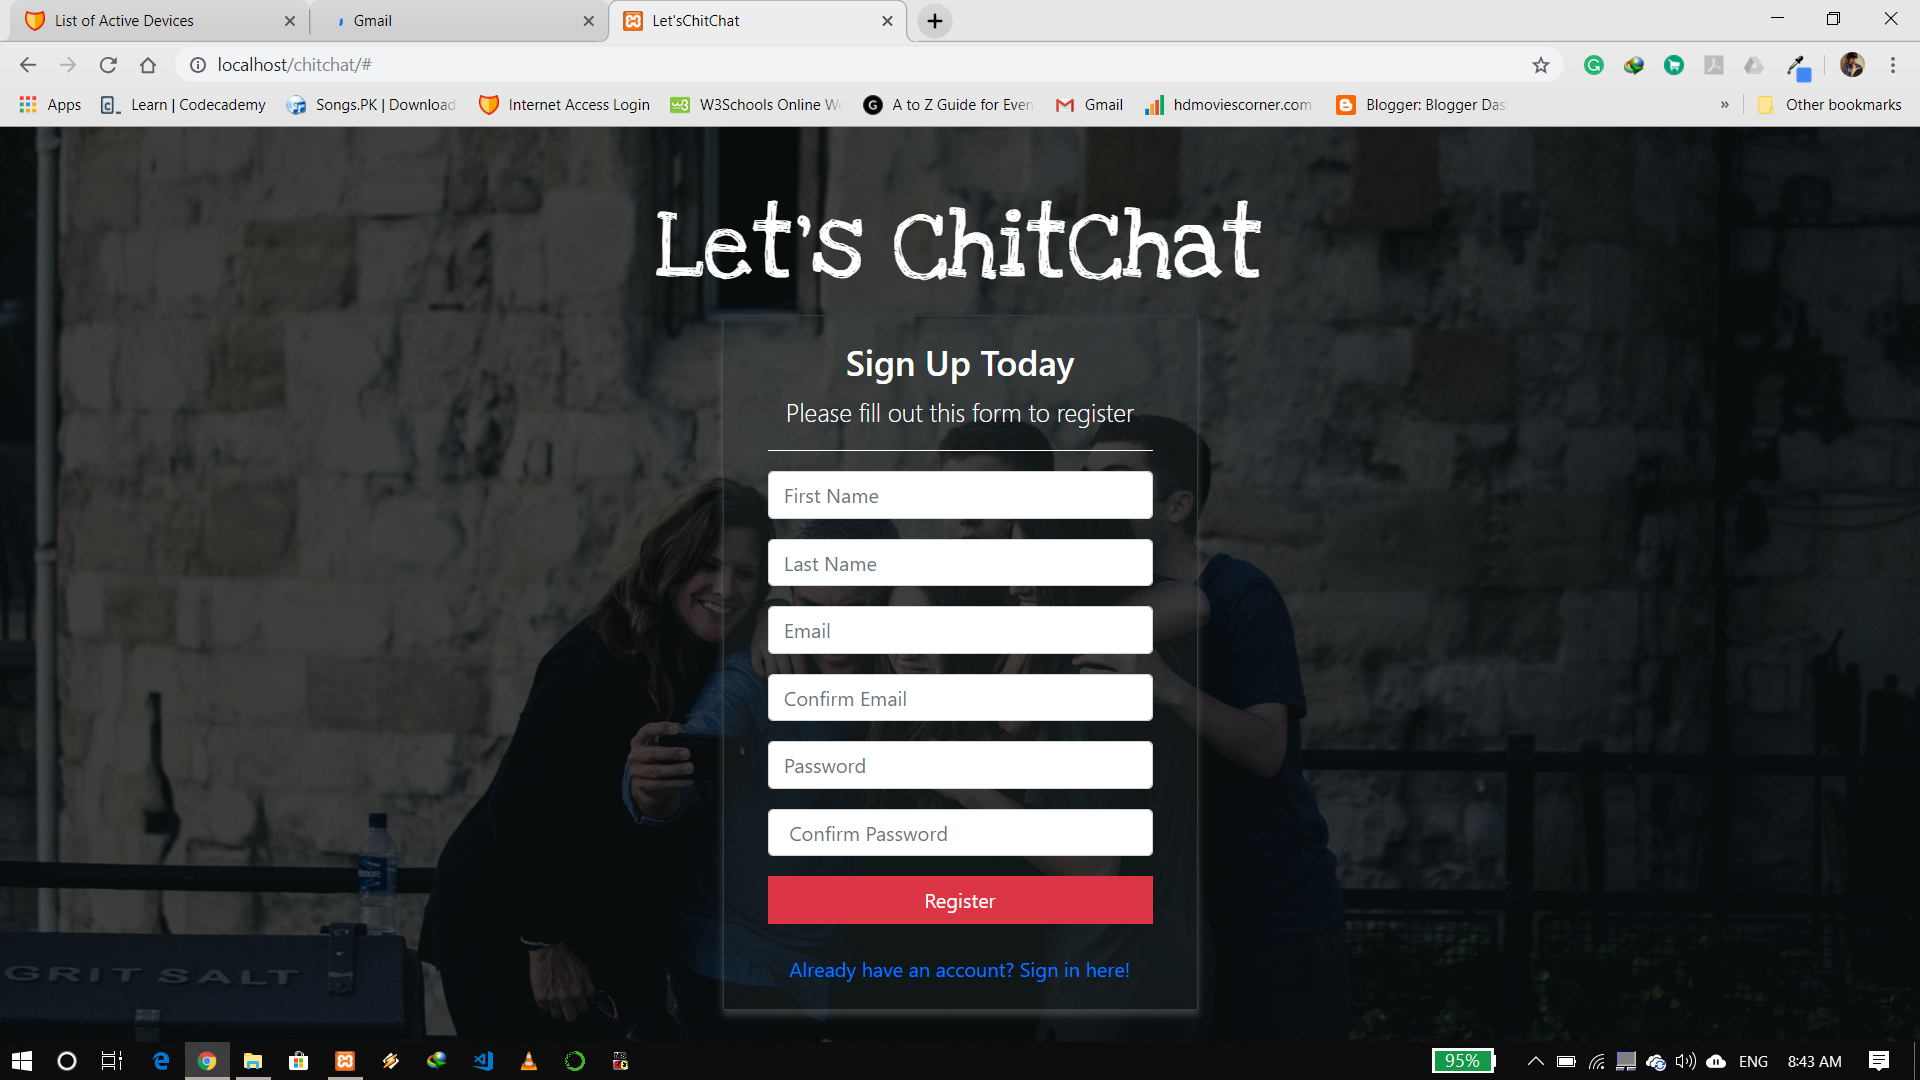 List of Active Devices
Gmail
Let'sChitChat
localhost/chitchat/#
Apps
Learn | Codecademy
Songs.PK | Download
Internet Access Login
W3Schools Online
A to Z Guide for Even
Gmail
hdmoviescorner.com
Blogger: Blogger Das
Other bookmarks
Let's ChitChat
Sign Up Today
Please fill out this form to register
First Name
Last Name
Email
Confirm Email
Password
Confirm Password
Register
Already have an account? Sign in here!
GRIT SALT
95%
ENG
8:43 AM